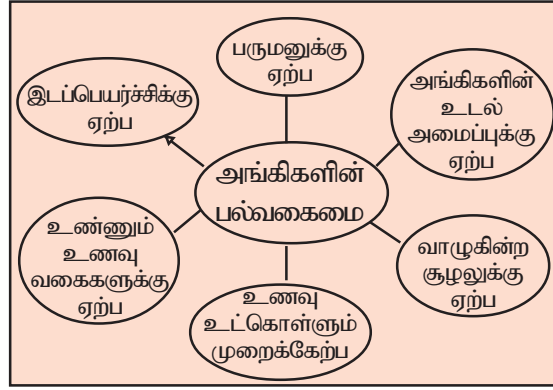 பருமனுக்கு
ஏற்ப
இடப்பெயர்ச்சிக்கு
ஏற்ப
அங்கிகளின்
உடல்
அமைப்புக்கு
ஏற்ப
அங்கிகளின்
பல்வகைமை
உண்ணும்
உணவு
வகைகளுக்கு
ஏற்ப
வாழுகின்ற
சூழலுக்கு
ஏற்ப
உணவு
உட்கொள்ளும்
முறைக்கேற்ப